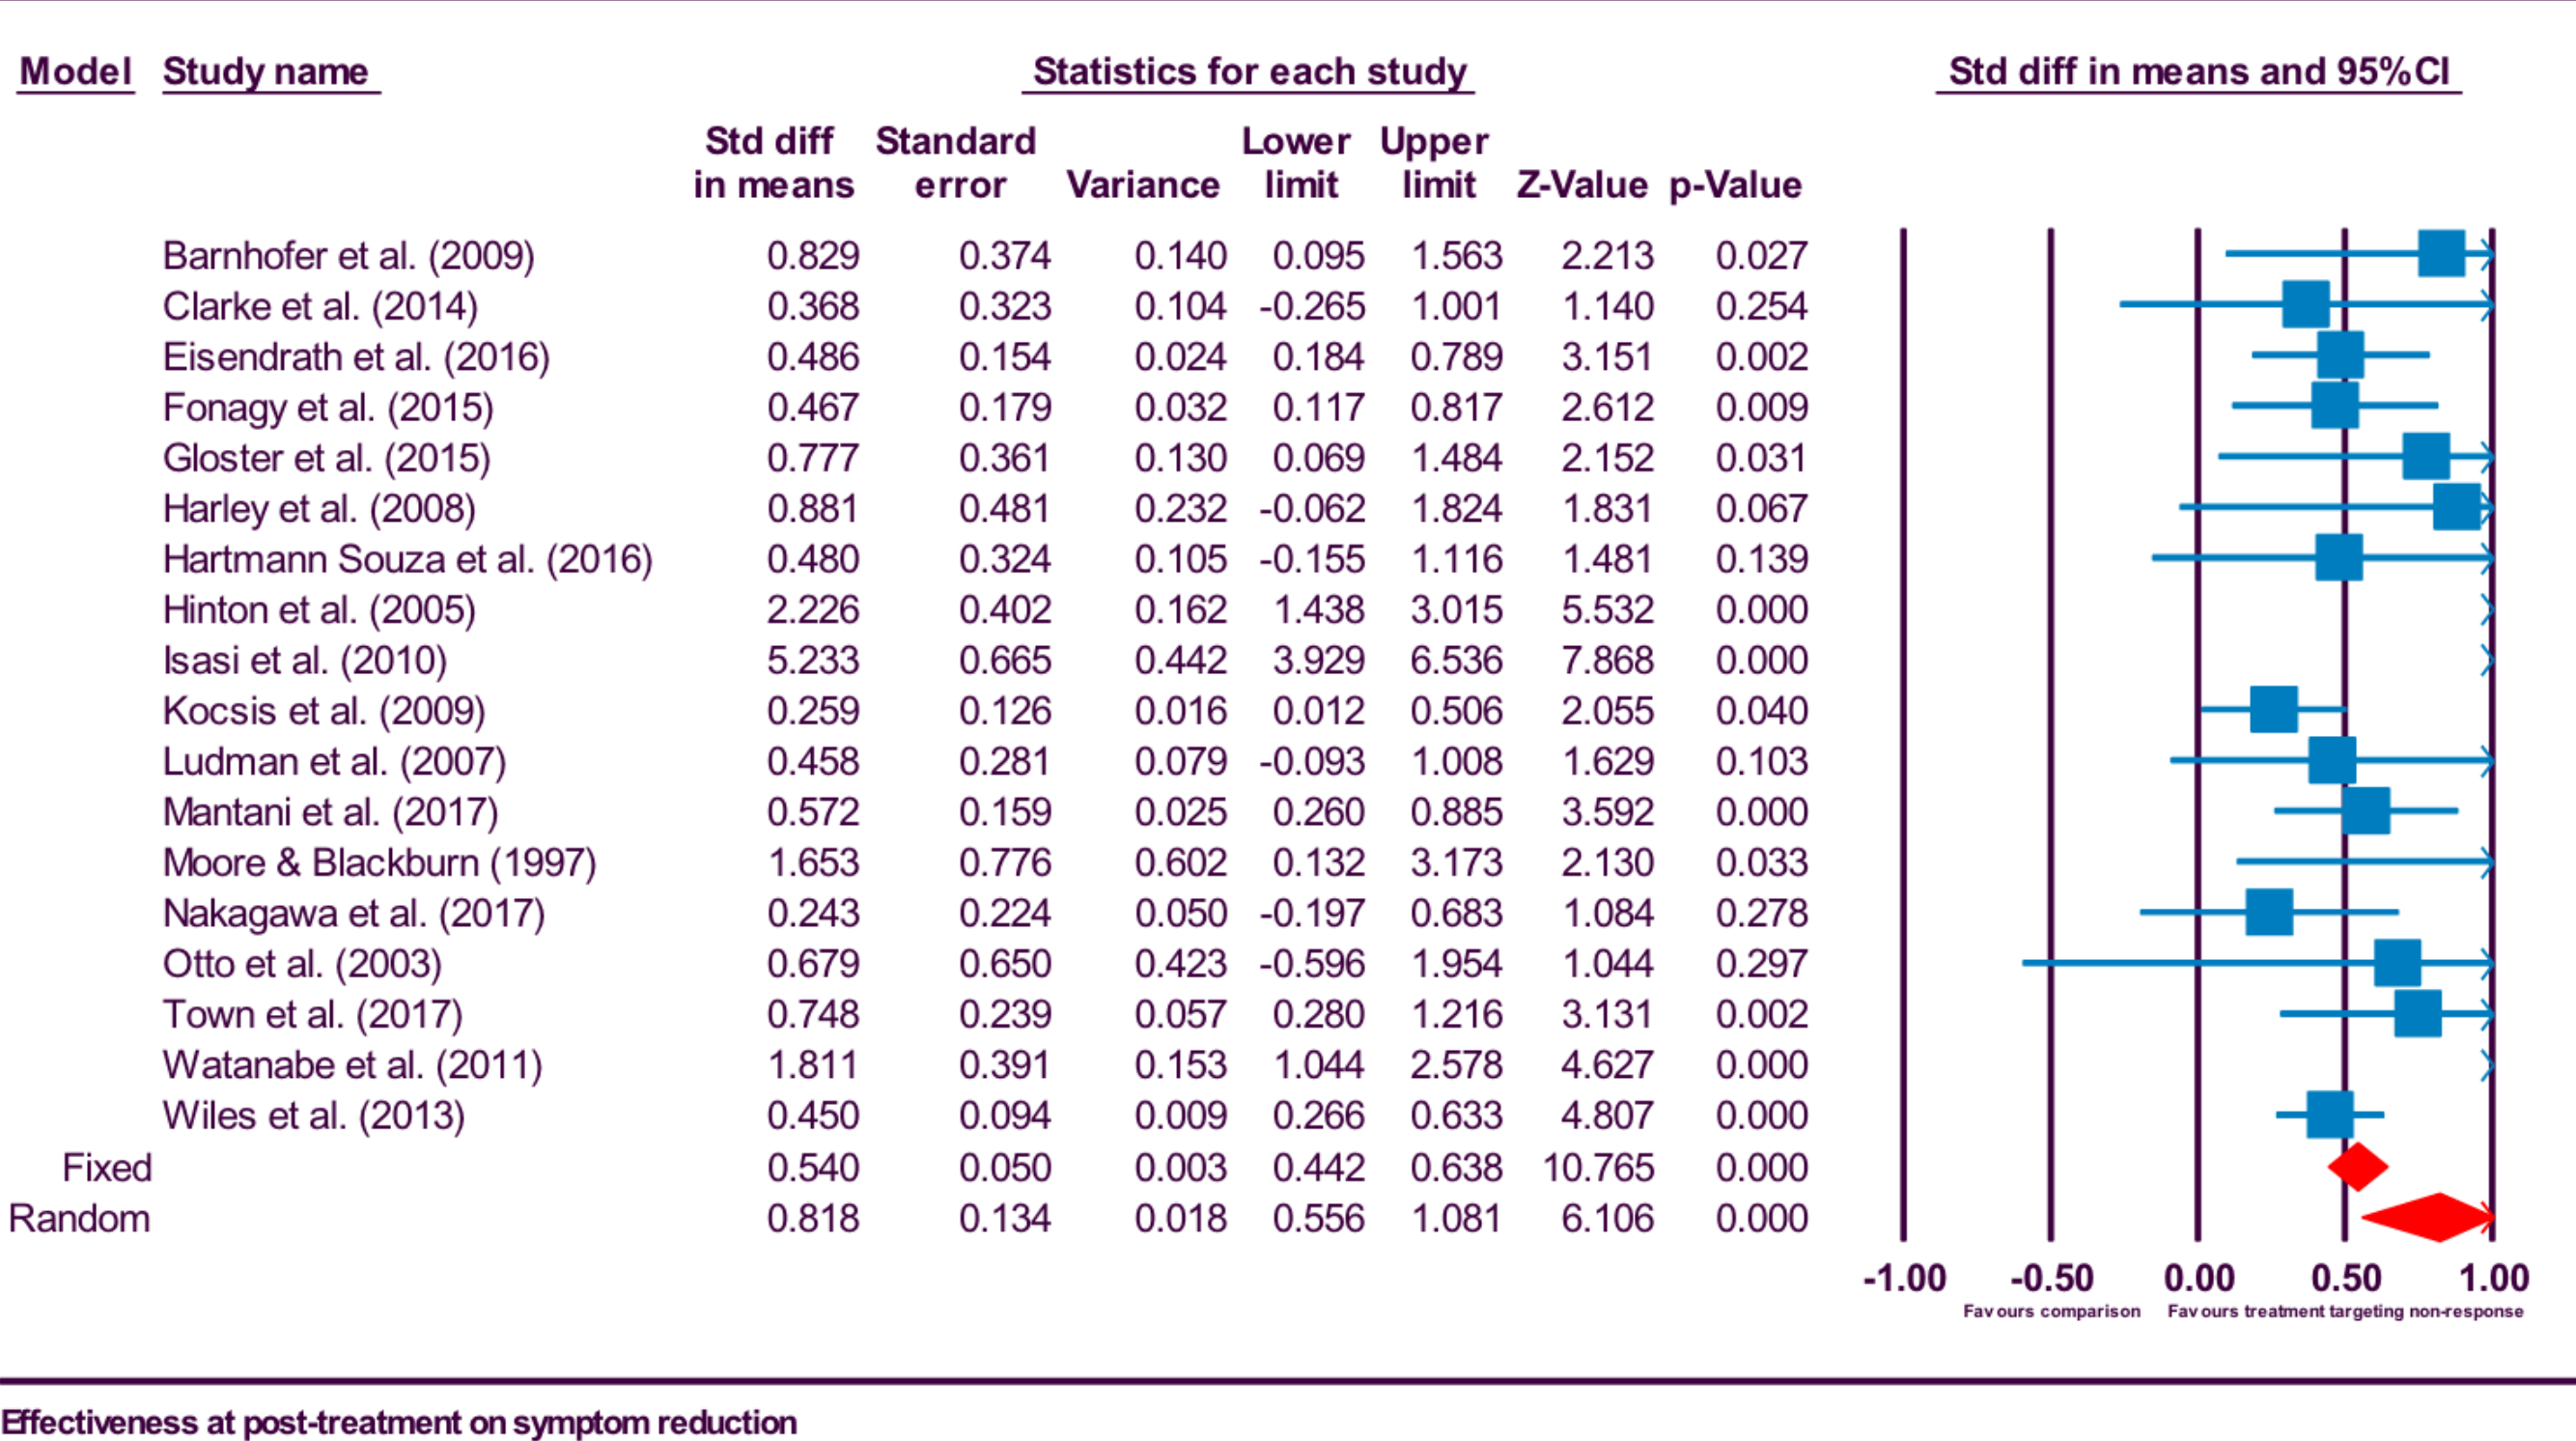 Model Study name Statistics for each study Std diff in means and 95%CI
Std diff Standard Lower Upper
in means error Variance limit limit Z-Value p-Value
Barnhofer et al. (2009) 0.829 0.374 0.140 0.095 1.563 2.213 0.027
Clarke et al. (2014) 0.368 0.323 0.104 -0.265 1.001 1.140 0.254
Eisendrath et al. (2016) 0.486 0.154 0.024 0.184 0.789 3.151 0.002
Fonagy et al. (2015) 0.467 0.179 0.032 0.117 0.817 2.612 0.009
Gloster et al. (2015) 0.777 0.361 0.130 0.069 1.484 2.152 0.031
Harley et al. (2008) 0.881 0.481 0.232 -0.062 1.824 1.831 0.067
Hartmann Souza et al. (2016) 0.480 0.324 0.105 -0.155 1.116 1.481 0.139
Hinton et al. (2005) 2.226 0.402 0.162 1.438 3.015 5.532 0.000
Isasi et al. (2010) 5.233 0.665 0.442 3.929 6.536 7.868 0.000
Kocsis et al. (2009) 0.259 0.126 0.016 0.012 0.506 2.055 0.040
Ludman et al. (2007) 0.458 0.281 0.079 -0.093 1.008 1.629 0.103
Mantani et al. (2017) 0.572 0.159 0.025 0.260 0.885 3.592 0.000
Moore & Blackburn (1997) 1.653 0.776 0.602 0.132 3.173 2.130 0.033
Nakagawa et al. (2017) 0.243 0.224 0.050 -0.197 0.683 1.084 0.278
Otto et al. (2003) 0.679 0.650 0.423 -0.596 1.954 1.044 0.297
Town et al. (2017) 0.748 0.239 0.057 0.280 1.216 3.131 0.002
Watanabe et al. (2011) 1.811 0.391 0.153 1.044 2.578 4.627 0.000
Wiles et al. (2013) 0.450 0.094 0.009 0.266 0.633 4.807 0.000
Fixed 0.540 0.050 0.003 0.442 0.638 10.765 0.000
Random 0.818 0.134 0.018 0.556 1.081 6.106 0.000
-1.00 -0.50 0.00 0.50 1.00
Favours comparison Favours treatment targeting non-response
Effectiveness at post-treatment on symptom reduction